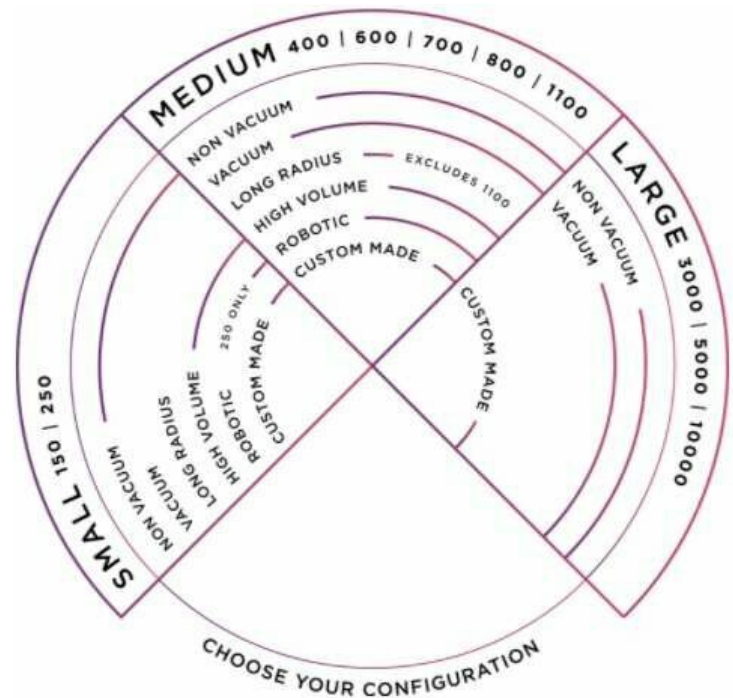 MEDIUM 400 | 600 | 700 | 800 | 1100
NON VACUUM
VACUUM
LONG RADIUS
EXCLUDES 1100
HIGH VOLUME
ROBOTIC
CUSTOM MADE
LARGE 3000 | 5000 | 10000
NON VACUUM
VACUUM
CUSTOM MADE
SMALL 150 | 250
NON VACUUM
VACUUM
LONG RADIUS
HIGH VOLUME
ROBOTIC
250 ONLY
CUSTOM MADE
CHOOSE YOUR CONFIGURATION